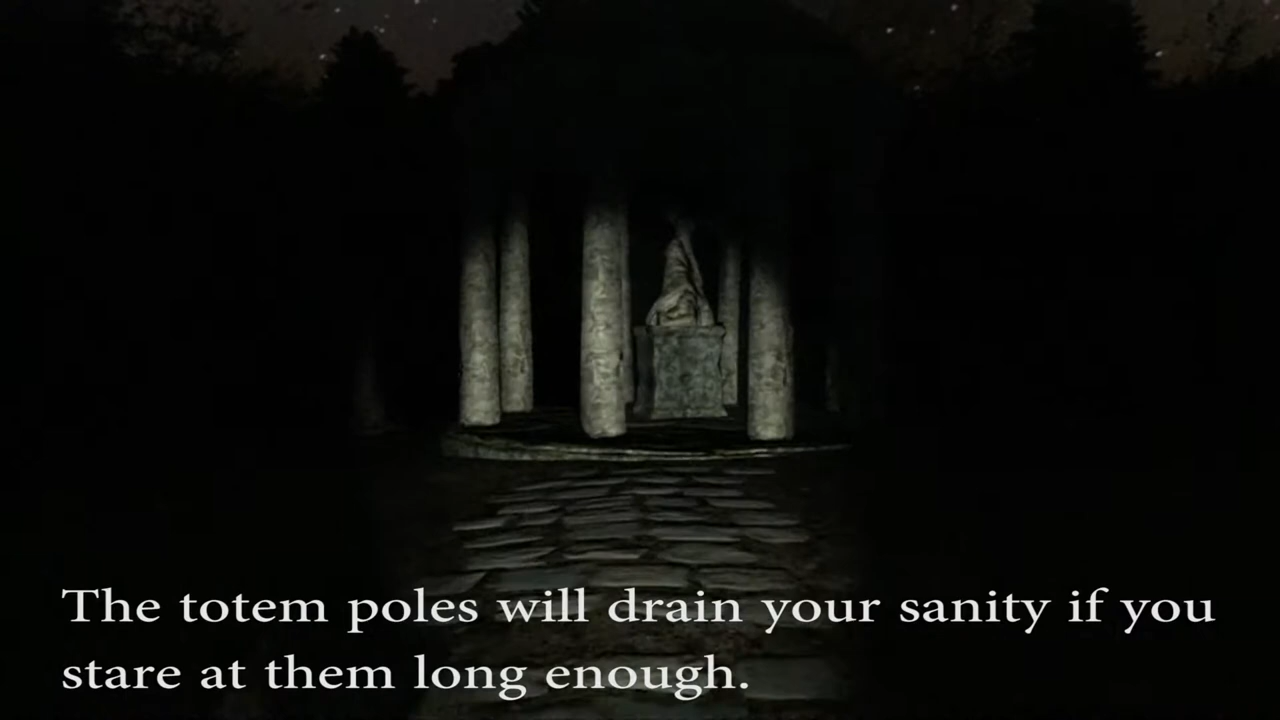 The totem poles will drain your sanity if you
stare at them long enough.